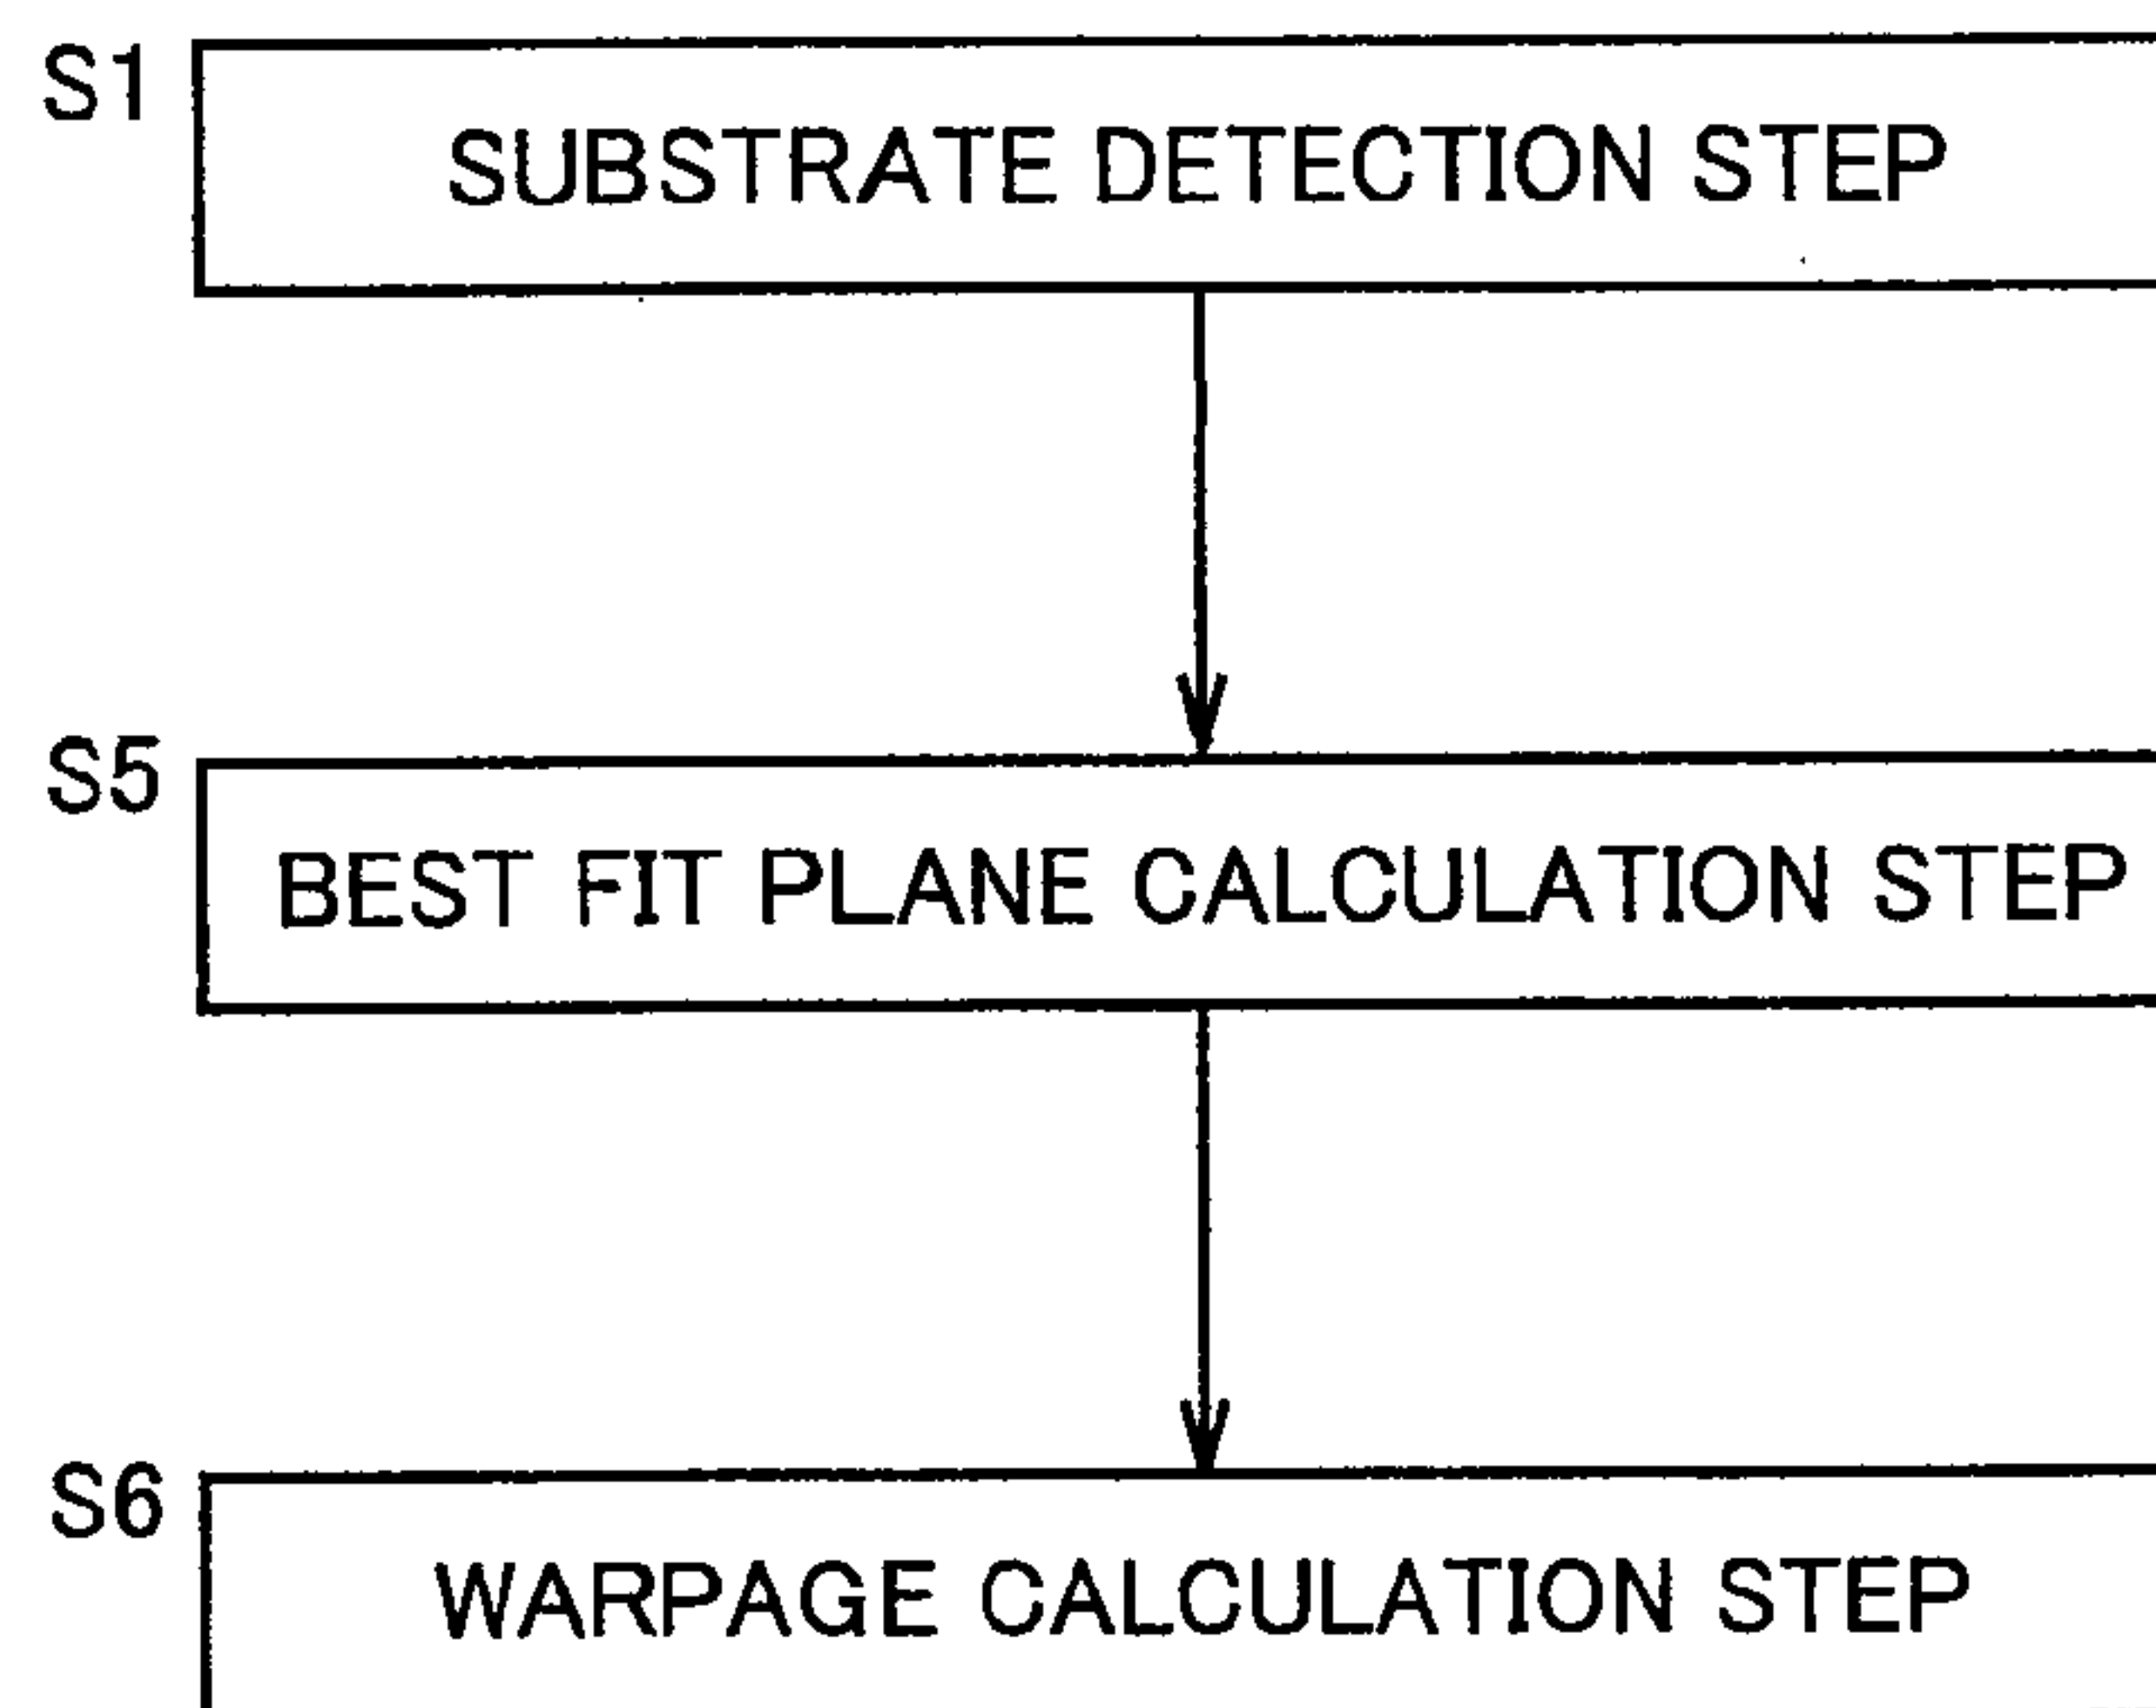 S1
SUBSTRATE DETECTION STEP
S5
BEST FIT PLANE CALCULATION STEP
S6
WARPAGE CALCULATION STEP